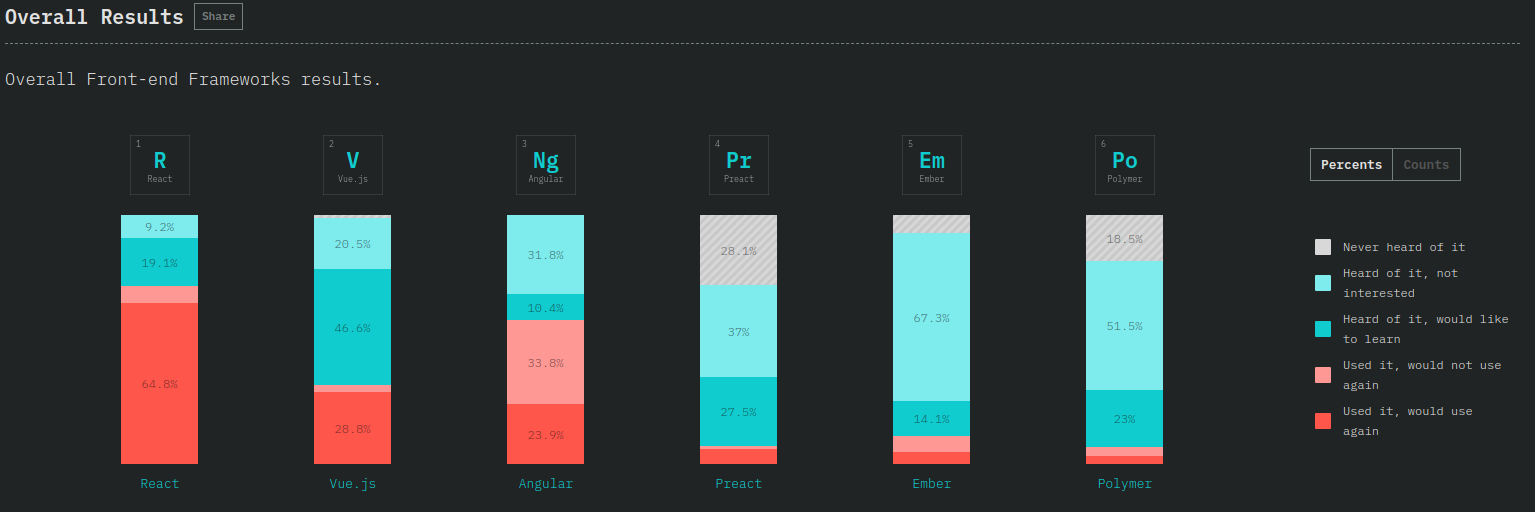 Overall Results Share
Overall Front-end Frameworks results.
1
R
React
2
V
Vue.js
3
Ng
Angular
4
Pr
Preact
5
Em
Ember
6
Po
Polymer
Percents Counts
9.2%
19.1%
64.8%
20.5%
46.6%
28.8%
31.8%
10.4%
33.8%
23.9%
28.1%
37%
27.5%
67.3%
14.1%
18.5%
51.5%
23%
React
Vue.js
Angular
Preact
Ember
Polymer
Never heard of it
Heard of it, not
interested
Heard of it, would like
to learn
Used it, would not use
again
Used it, would use
again